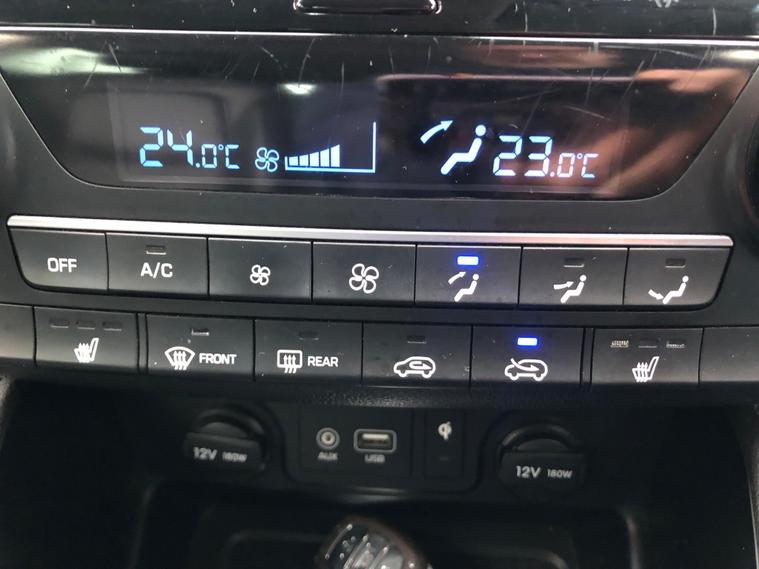 24.0°C 23.0°C
OFF A/C
FRONT REAR
AUX USB
12V 180W 12V 180W